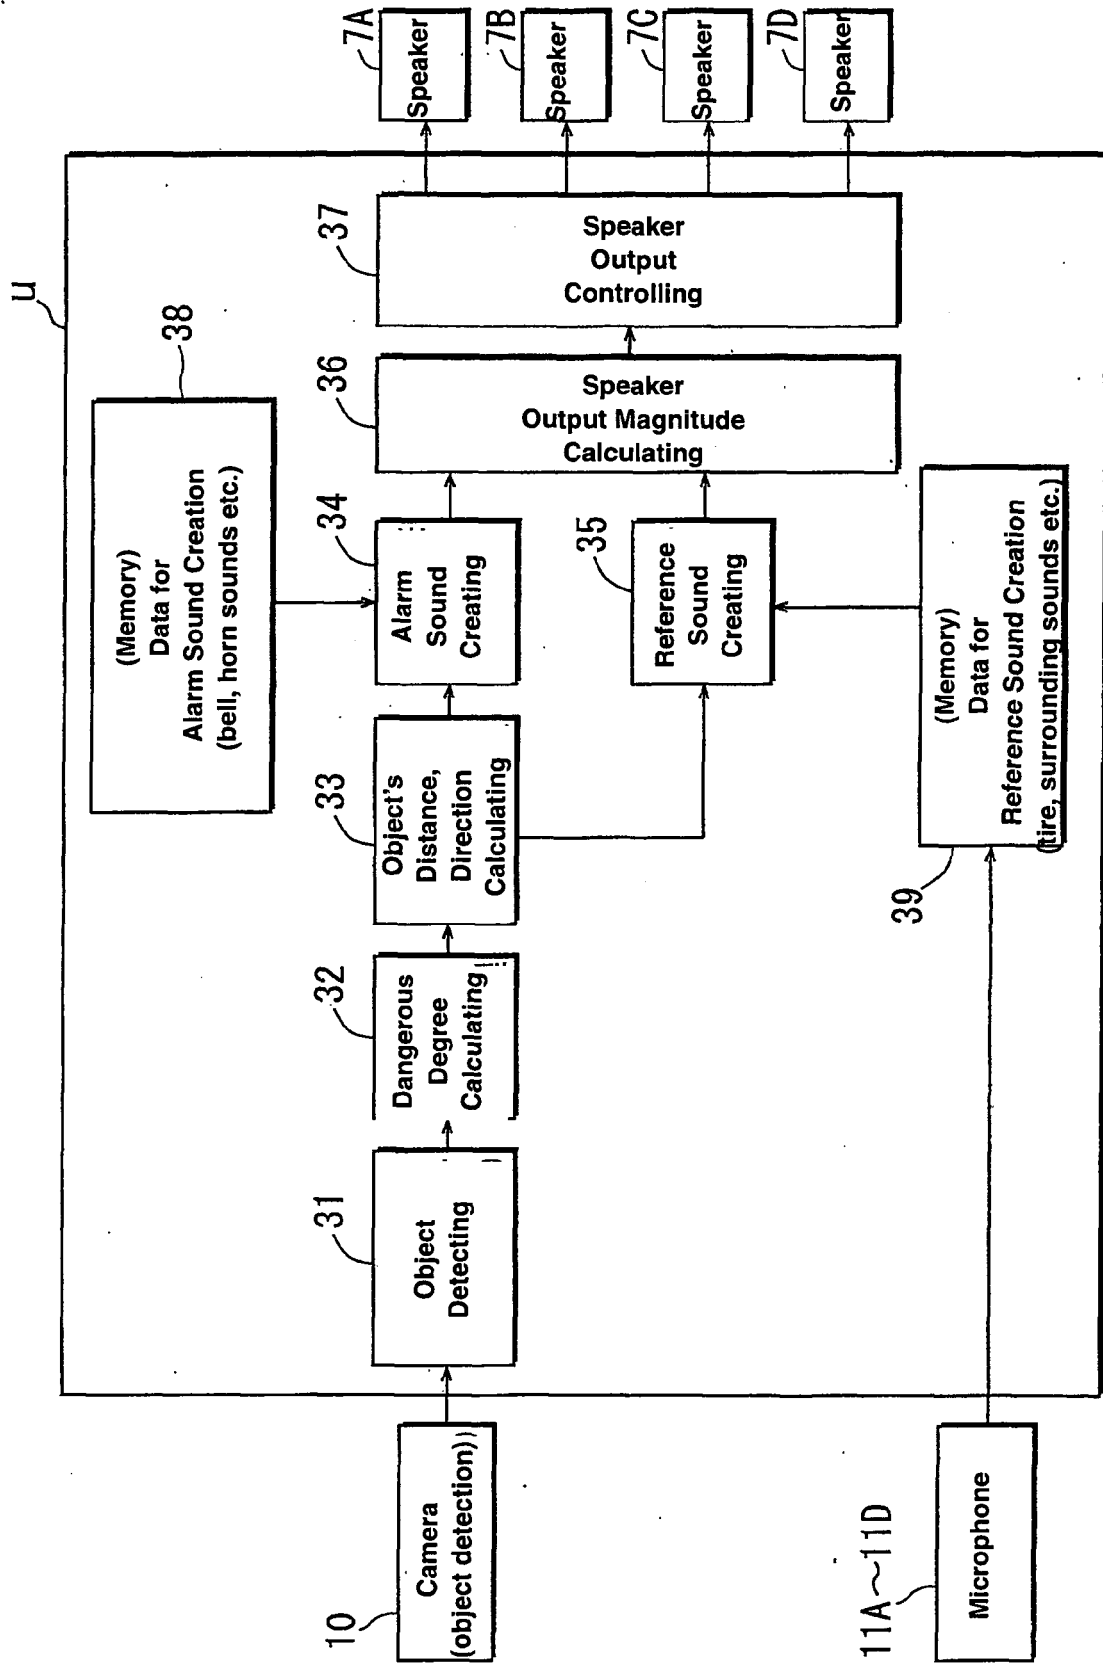 U
10
Camera
(object detection))
11A～11D
Microphone
31
Object
Detecting
32
Dangerous
Degree
Calculating
33
Object's
Distance,
Direction
Calculating
38
(Memory)
Data for
Alarm Sound Creation
(bell, horn sounds etc.)
34
Alarm
Sound
Creating
35
Reference
Sound
Creating
39
(Memory)
Data for
Reference Sound Creation
(tire, surrounding sounds etc.)
36
Speaker
Output Magnitude
Calculating
37
Speaker
Output
Controlling
7A
Speaker
7B
Speaker
7C
Speaker
7D
Speaker